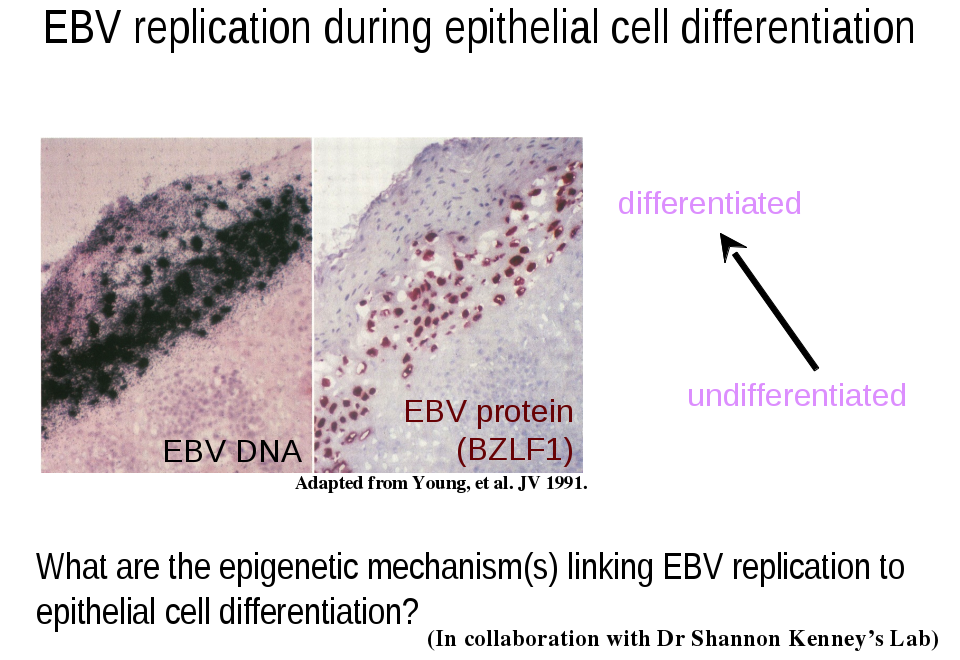 EBV replication during epithelial cell differentiation
differentiated
undifferentiated
EBV DNA
EBV protein
(BZLF1)
Adapted from Young, et al. JV 1991.
What are the epigenetic mechanism(s) linking EBV replication to
epithelial cell differentiation?
(In collaboration with Dr Shannon Kenney’s Lab)